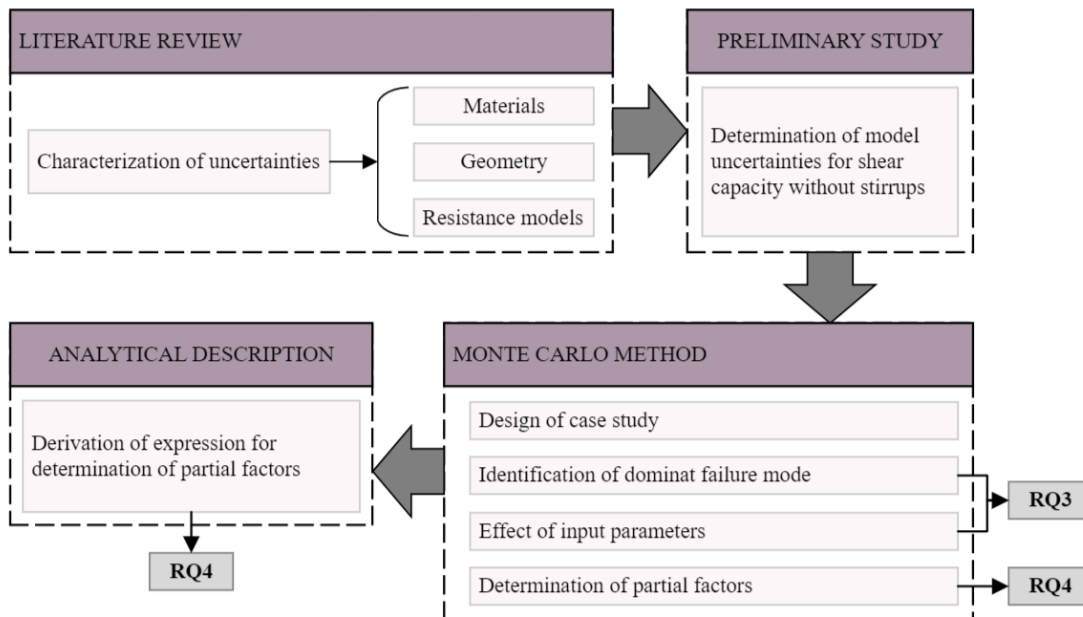 LITERATURE REVIEW
Characterization of uncertainties
Materials
Geometry
Resistance models
PRELIMINARY STUDY
Determination of model
uncertainties for shear
capacity without stirrups
MONTE CARLO METHOD
Design of case study
Identification of dominat failure mode
Effect of input parameters
RQ3
Determination of partial factors
RQ4
ANALYTICAL DESCRIPTION
Derivation of expression for
determination of partial factors
RQ4